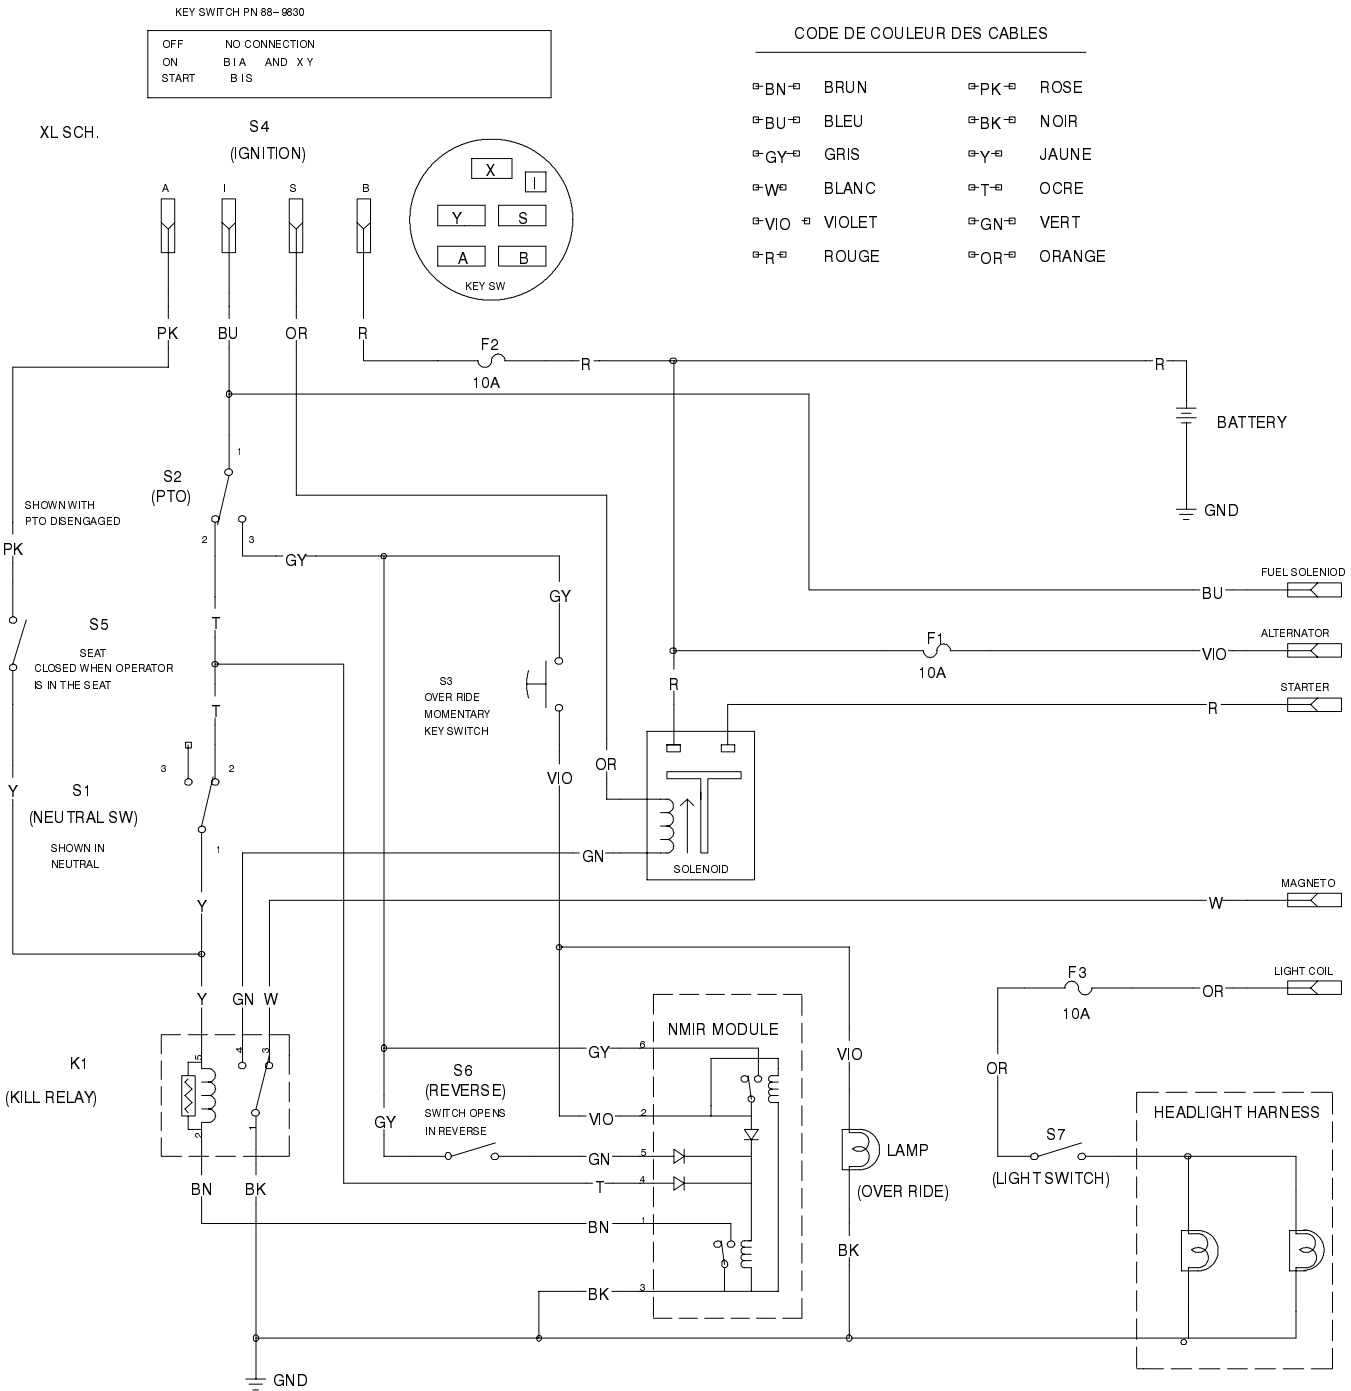 KEY SWITCH PN 88-9830
OFF NO CONNECTION
ON B I A AND X Y
START B I S
XL SCH.
S4
(IGNITION)
A I S B
X
I
Y S
A B
KEY SW
CODE DE COULEUR DES CABLES
BN BRUN PK ROSE
BU BLEU BK NOIR
GY GRIS Y JAUNE
W BLANC T OCRE
VIO VIOLET GN VERT
R ROUGE OR ORANGE
PK BU OR R
F2
10A
R
R
BATTERY
GND
1
S2
(PTO)
SHOWN WITH
PTO DISENGAGED
2 3
PK
GY
GY
FUEL SOLENIOD
BU
T
S5
SEAT
CLOSED WHEN OPERATOR
IS IN THE SEAT
F1
10A
ALTERNATOR
VIO
S3
OVER RIDE
MOMENTARY
KEY SWITCH
R
STARTER
R
T
3 2
VIO
OR
Y
S1
(NEUTRAL SW)
SHOWN IN
NEUTRAL
1
GN
SOLENOID
MAGNETO
W
Y
Y GN W
F3
10A
LIGHT COIL
OR
NMIR MODULE
K1
(KILL RELAY)
5 4 3
2 1
GY 6
S6
(REVERSE)
SWITCH OPENS
IN REVERSE
GY
VIO 2
GN 5
T 4
BN 1
BK 3
VIO
LAMP
(OVER RIDE)
BK
OR
S7
(LIGHT SWITCH)
HEADLIGHT HARNESS
BN BK
GND